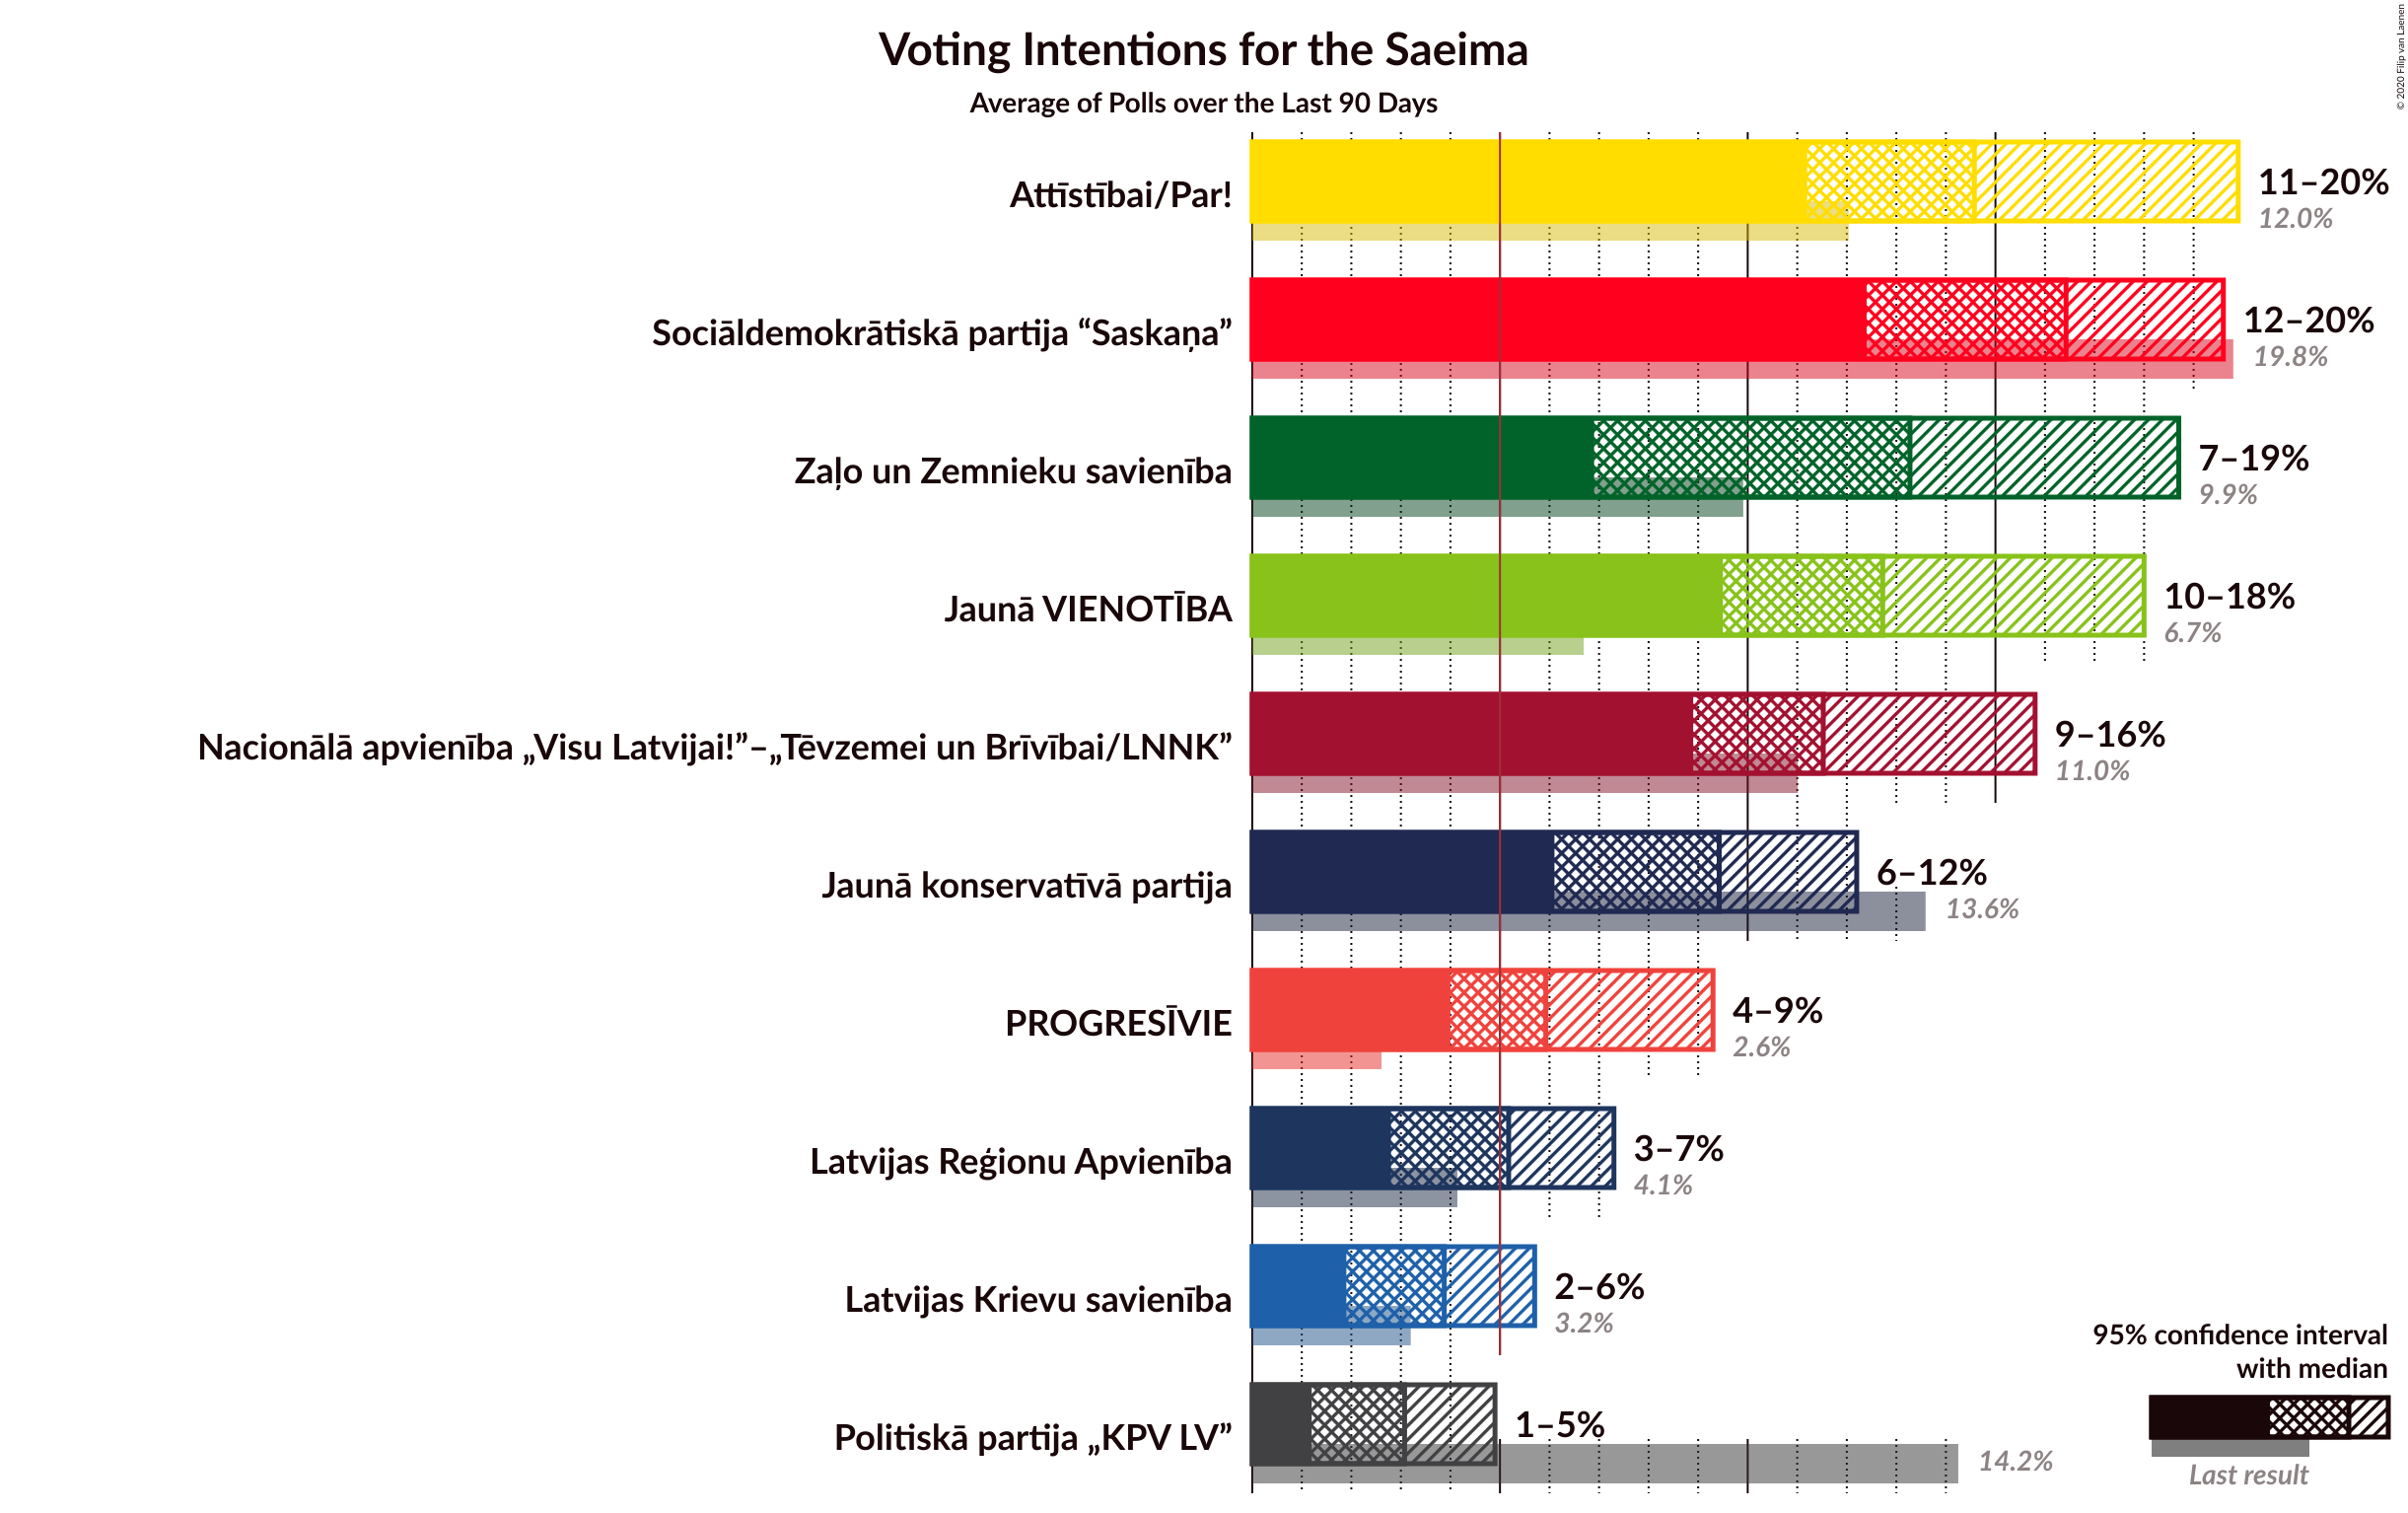 Voting Intentions for the Saeima
Average of Polls over the Last 90 Days
© 2020 Filip van Laenen
Attīstībai/Par!
11–20%
12.0%
Sociāldemokrātiskā partija “Saskaņa”
12–20%
19.8%
Zaļo un Zemnieku savienība
7–19%
9.9%
Jaunā VIENOTĪBA
10–18%
6.7%
Nacionālā apvienība „Visu Latvijai!”–„Tēvzemei un Brīvībai/LNNK”
9–16%
11.0%
Jaunā konservatīvā partija
6–12%
13.6%
PROGRESĪVIE
4–9%
2.6%
Latvijas Reģionu Apvienība
3–7%
4.1%
Latvijas Krievu savienība
2–6%
3.2%
Politiskā partija „KPV LV”
1–5%
14.2%
95% confidence interval
with median
Last result